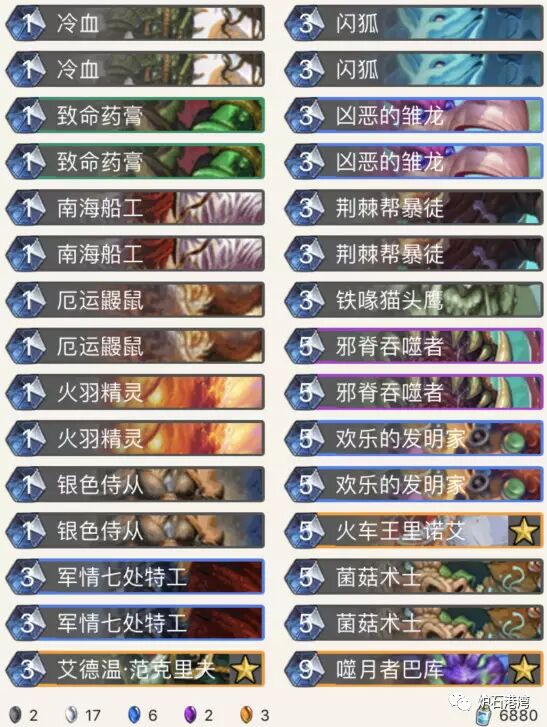 1 冷血
1 冷血
1 致命药膏
1 致命药膏
1 南海船工
1 南海船工
1 厄运鼹鼠
1 厄运鼹鼠
1 火羽精灵
1 火羽精灵
1 银色侍从
1 银色侍从
3 军情七处特工
3 军情七处特工
3 艾德温·范克里夫
3 闪狐
3 闪狐
3 凶恶的雏龙
3 凶恶的雏龙
3 荆棘帮暴徒
3 荆棘帮暴徒
3 铁喙猫头鹰
5 邪脊吞噬者
5 邪脊吞噬者
5 欢乐的发明家
5 欢乐的发明家
5 火车王里诺艾
5 菌菇术士
5 菌菇术士
9 噬月者巴库
2 17 6 2 3 6880
炉石港湾